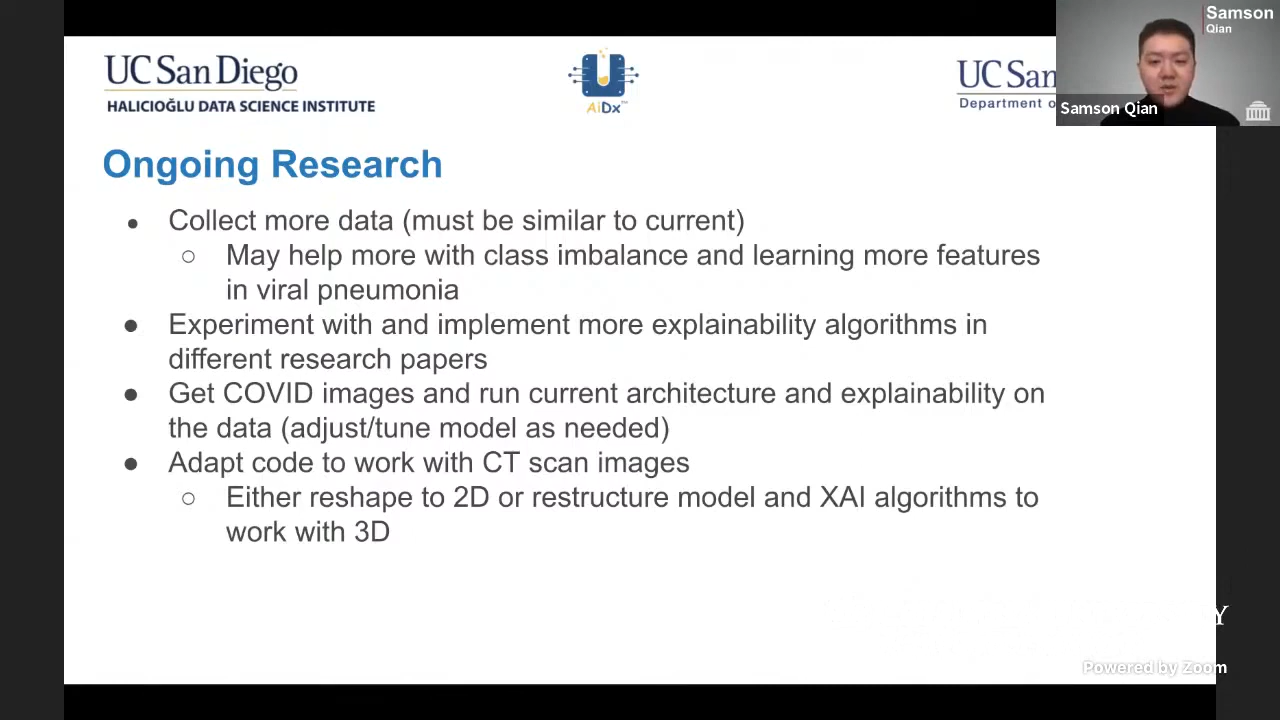 UC San Diego
HALICIOĞLU DATA SCIENCE INSTITUTE
AiDx™
UC San
Department o
Samson
Qian
Samson Qian
Ongoing Research
● Collect more data (must be similar to current)
○ May help more with class imbalance and learning more features
in viral pneumonia
● Experiment with and implement more explainability algorithms in
different research papers
● Get COVID images and run current architecture and explainability on
the data (adjust/tune model as needed)
● Adapt code to work with CT scan images
○ Either reshape to 2D or restructure model and XAI algorithms to
work with 3D
Y
Powered by Zoom